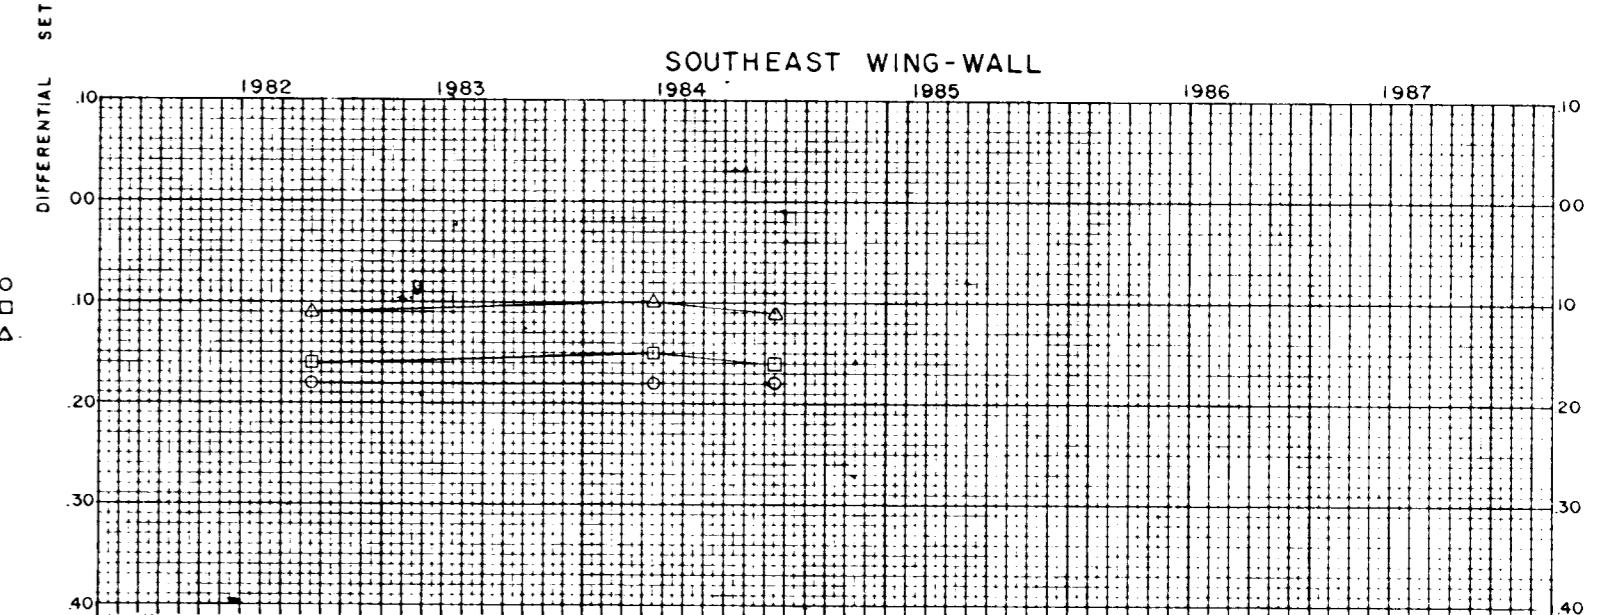 DIFFERENTIAL SET
SOUTHEAST WING-WALL
1982 1983 1984 1985 1986 1987
.10 .10
00 00
.10 10
.20 20
.30 .30
.40 .40